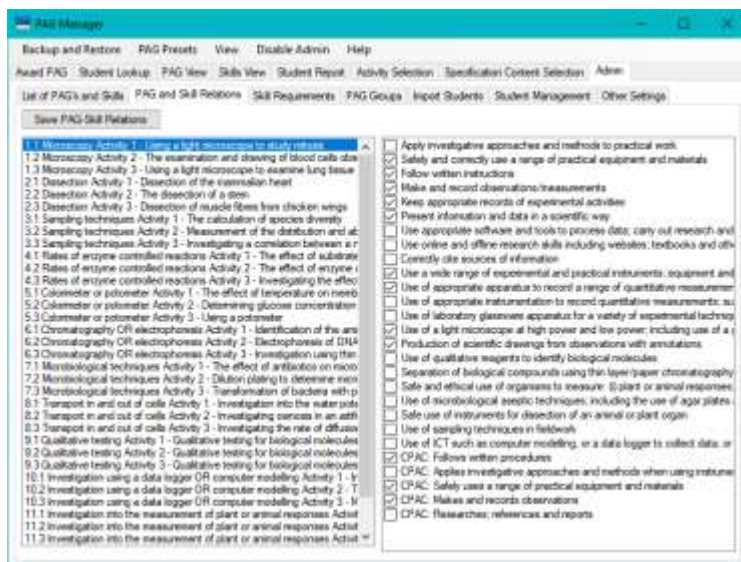 PAG Manager
Backup and Restore PAG Presets View Disable Admin Help
Award PAG Student Lookup PAG View Skills View Student Report Activity Selection Specification Content Selection Admin
List of PAG's and Skills PAG and Skill Relations Skill Requirements PAG Groups Import Students Student Management Other Settings
Save PAG-Skill Relations
1.1 Microscopy Activity 1 - Using a light microscope to study mitosis
1.2 Microscopy Activity 2 - The examination and drawing of blood cells obse
1.3 Microscopy Activity 3 - Using a light microscope to examine lung tissue
2.1 Dissection Activity 1 - Dissection of the mammalian heart
2.2 Dissection Activity 2 - The dissection of a stem
2.3 Dissection Activity 3 - Dissection of muscle fibres from chicken wings
3.1 Sampling techniques Activity 1 - The calculation of species diversity
3.2 Sampling techniques Activity 2 - Measurement of the distribution and ab
3.3 Sampling techniques Activity 3 - Investigating a correlation between a r
4.1 Rates of enzyme controlled reactions Activity 1 - The effect of substrate
4.2 Rates of enzyme controlled reactions Activity 2 - The effect of enzyme c
4.3 Rates of enzyme controlled reactions Activity 3 - Investigating the effec
5.1 Colorimeter or potometer Activity 1 - The effect of temperature on memb
5.2 Colorimeter or potometer Activity 2 - Determining glucose concentration
5.3 Colorimeter or potometer Activity 3 - Using a potometer
6.1 Chromatography OR electrophoresis Activity 1 - Identification of the am
6.2 Chromatography OR electrophoresis Activity 2 - Electrophoresis of DNA
6.3 Chromatography OR electrophoresis Activity 3 - Investigation using thin
7.1 Microbiological techniques Activity 1 - The effect of antibiotics on micro
7.2 Microbiological techniques Activity 2 - Dilution plating to determine micro
7.3 Microbiological techniques Activity 3 - Transformation of bacteria with p
8.1 Transport in and out of cells Activity 1 - Investigation into the water pote
8.2 Transport in and out of cells Activity 2 - Investigating osmosis in an artifi
8.3 Transport in and out of cells Activity 3 - Investigating the rate of diffusio
9.1 Qualitative testing Activity 1 - Qualitative testing for biological molecules
9.2 Qualitative testing Activity 2 - Qualitative testing for biological molecules
9.3 Qualitative testing Activity 3 - Qualitative testing for biological molecules
10.1 Investigation using a data logger OR computer modelling Activity 1 - Ir
10.2 Investigation using a data logger OR computer modelling Activity 2 - T
10.3 Investigation using a data logger OR computer modelling Activity 3 - M
11.1 Investigation into the measurement of plant or animal responses Activit
11.2 Investigation into the measurement of plant or animal responses Activit
11.3 Investigation into the measurement of plant or animal responses Activit
Apply investigative approaches and methods to practical work
Safely and correctly use a range of practical equipment and materials
Follow written instructions
Make and record observations/measurements
Keep appropriate records of experimental activities
Present information and data in a scientific way
Use appropriate software and tools to process data; carry out research and
Use online and offline research skills including websites; textbooks and oth
Correctly cite sources of information
Use a wide range of experimental and practical instruments; equipment and
Use of appropriate apparatus to record a range of quantitative measuremen
Use of appropriate instrumentation to record quantitative measurements; su
Use of laboratory glassware apparatus for a variety of experimental techniq
Use of a light microscope at high power and low power; including use of a g
Production of scientific drawings from observations with annotations
Use of qualitative reagents to identify biological molecules
Separation of biological compounds using thin layer/paper chromatography
Safe and ethical use of organisms to measure: (i) plant or animal responses
Use of microbiological aseptic techniques; including the use of agar plates
Safe use of instruments for dissection of an animal or plant organ
Use of sampling techniques in fieldwork
Use of ICT such as computer modelling, or a data logger to collect data; or
CPAC: Follows written procedures
CPAC: Applies investigative approaches and methods when using instrume
CPAC: Safely uses a range of practical equipment and materials
CPAC: Makes and records observations
CPAC: Researches; references and reports